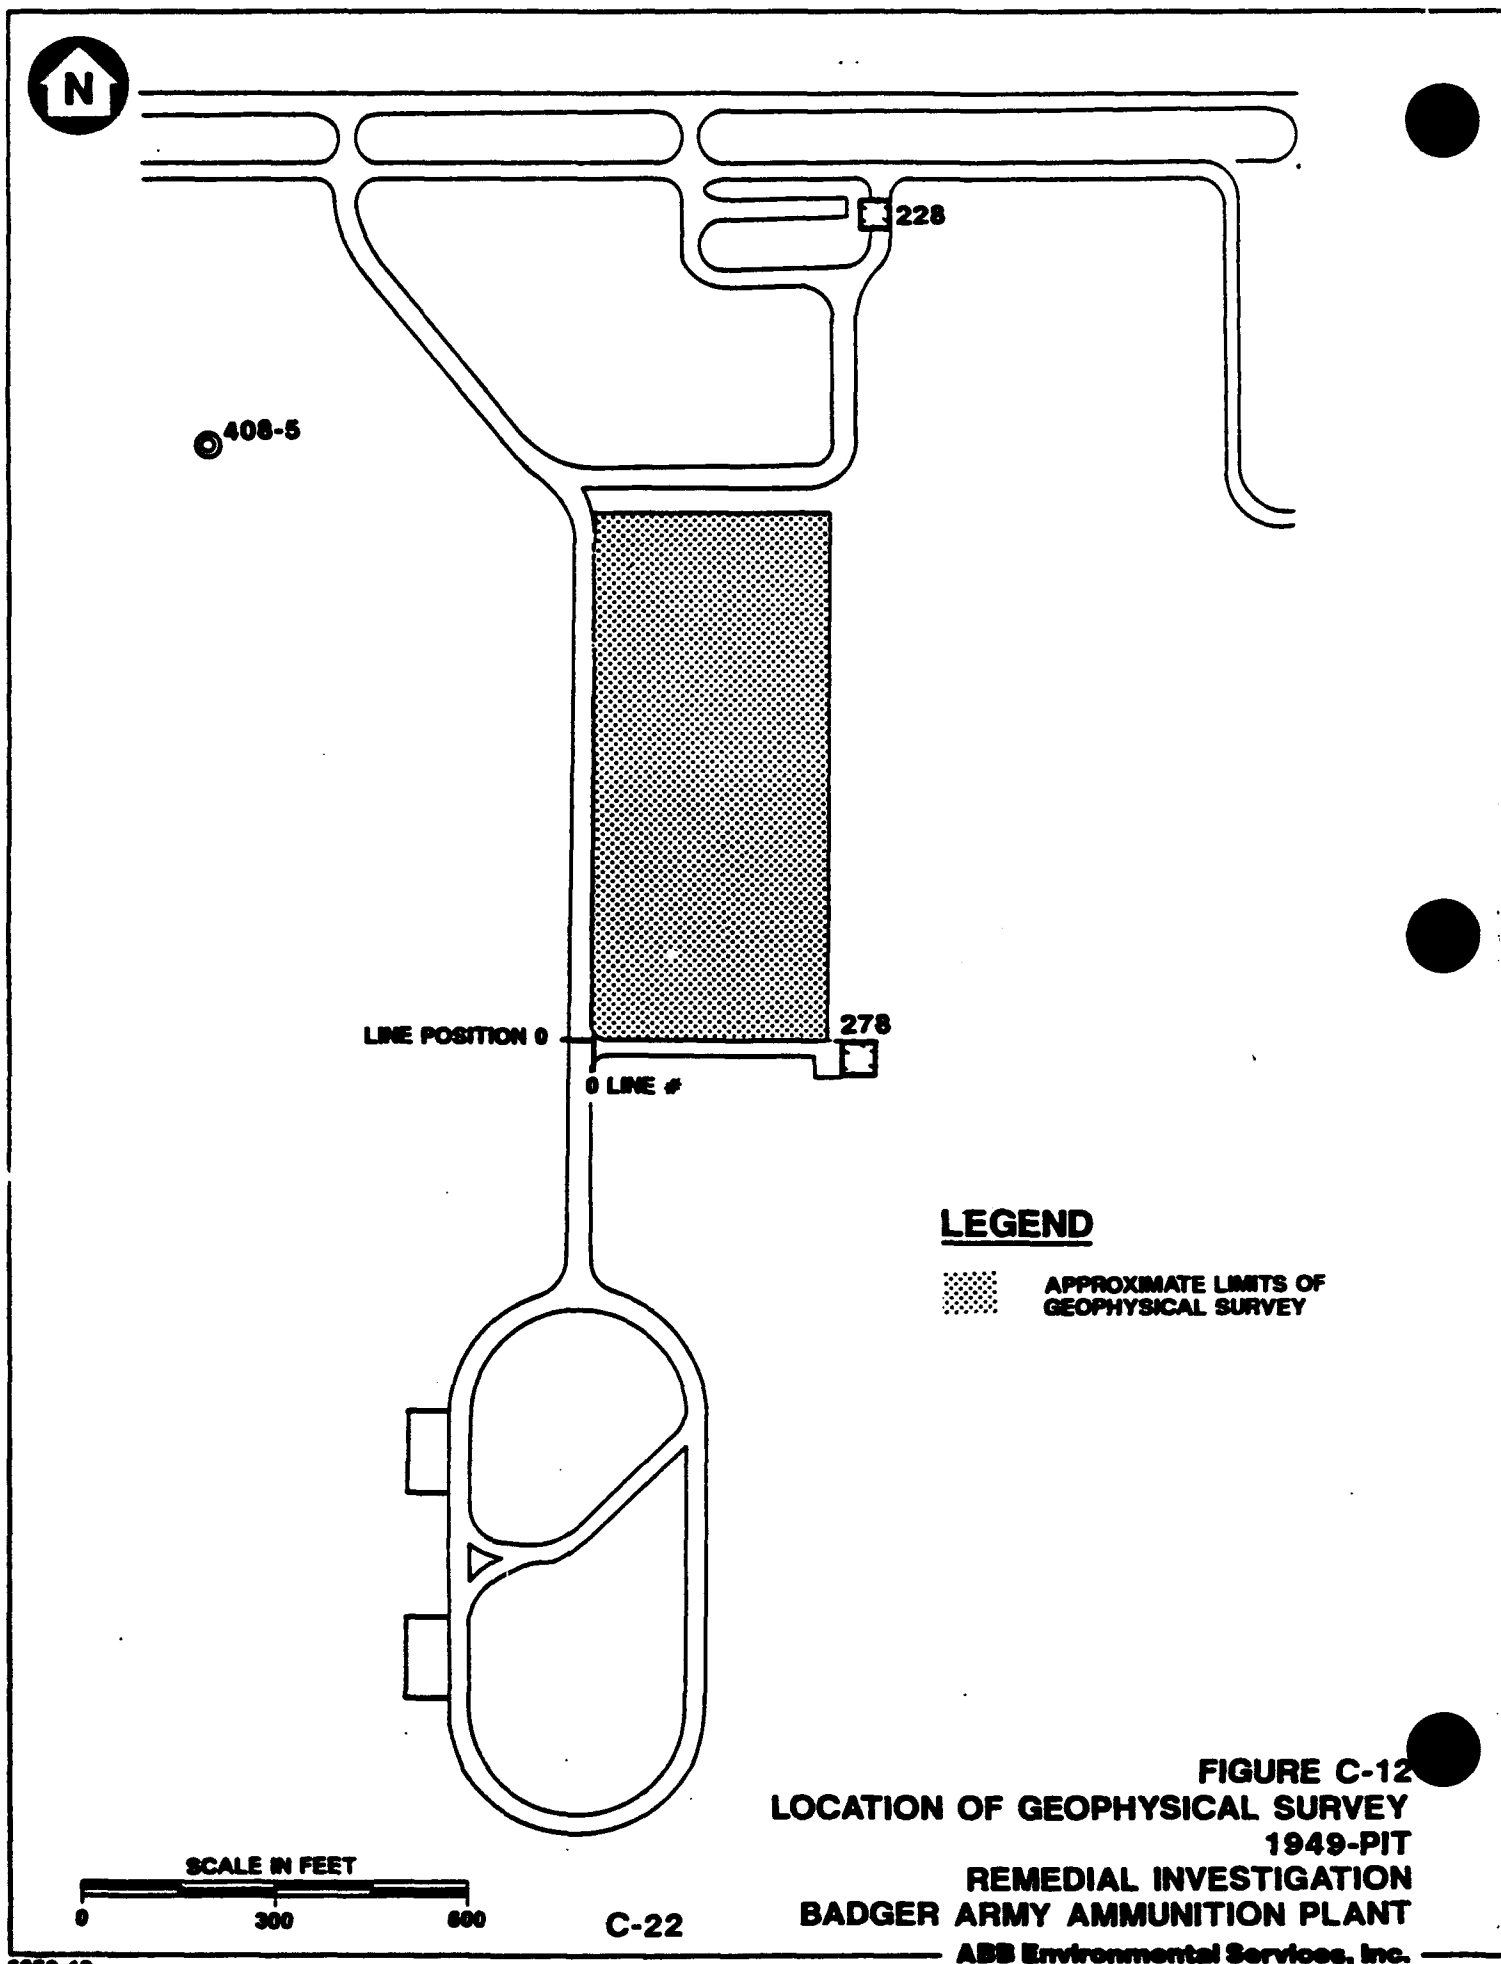 N
228
408-5
LINE POSITION 0
278
0 LINE #
LEGEND
APPROXIMATE LIMITS OF
GEOPHYSICAL SURVEY
FIGURE C-12
LOCATION OF GEOPHYSICAL SURVEY
1949-PIT
REMEDIAL INVESTIGATION
BADGER ARMY AMMUNITION PLANT
ABB Environmental Services, Inc.
SCALE IN FEET
0 300 600
C-22